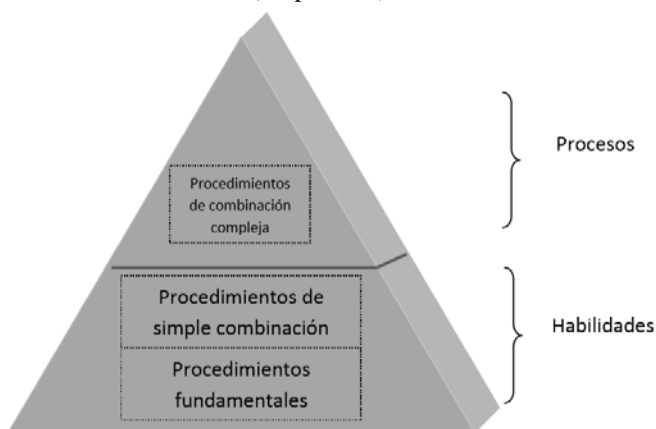 Procesos
Procedimientos
de combinación
compleja
Procedimientos de
simple combinación
Procedimientos
fundamentales
Habilidades